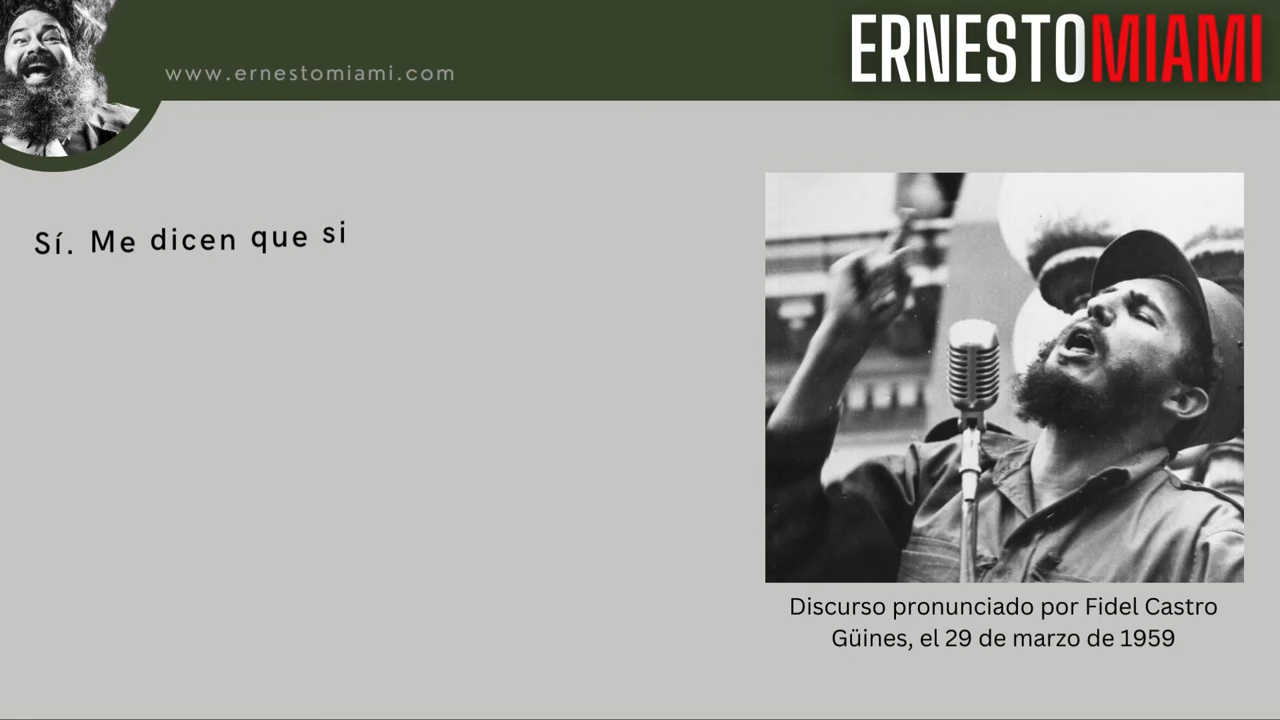 www.ernestomiami.com
ERNESTOMIAMI
Sí. Me dicen que si
Discurso pronunciado por Fidel Castro
Güines, el 29 de marzo de 1959